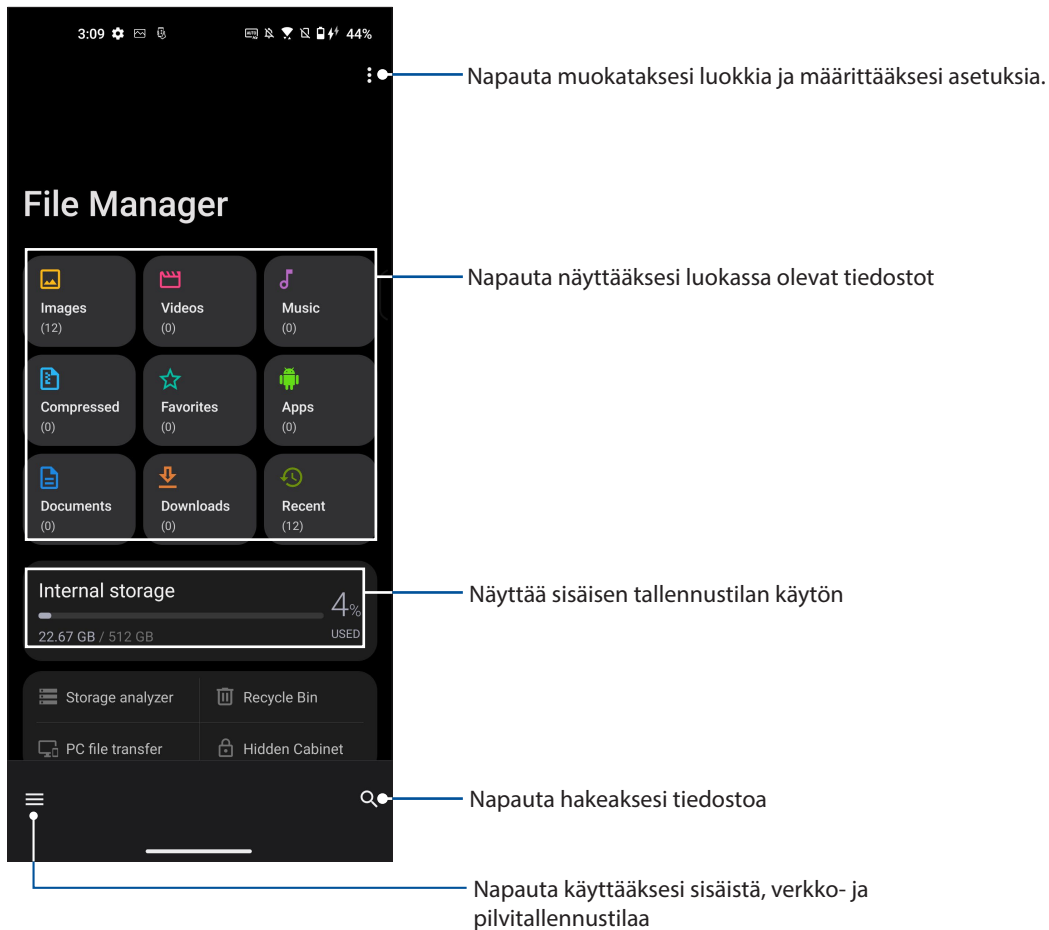 3:09
44%
Napauta muokataksesi luokkia ja määrittääksesi asetuksia.
File Manager
Napauta näyttääksesi luokassa olevat tiedostot
Images
Videos
Music
(12)
(0)
(0)
Compressed
Favorites
Apps
(0)
(0)
(0)
Documents
Downloads
Recent
(0)
(0)
(12)
Internal storage
4%
22.67 GB / 512 GB
USED
Näyttää sisäisen tallennustilan käytön
Storage analyzer
Recycle Bin
PC file transfer
Hidden Cabinet
Napauta hakeaksesi tiedostoa
Napauta käyttääksesi sisäistä, verkko- ja
pilvitallennustilaa